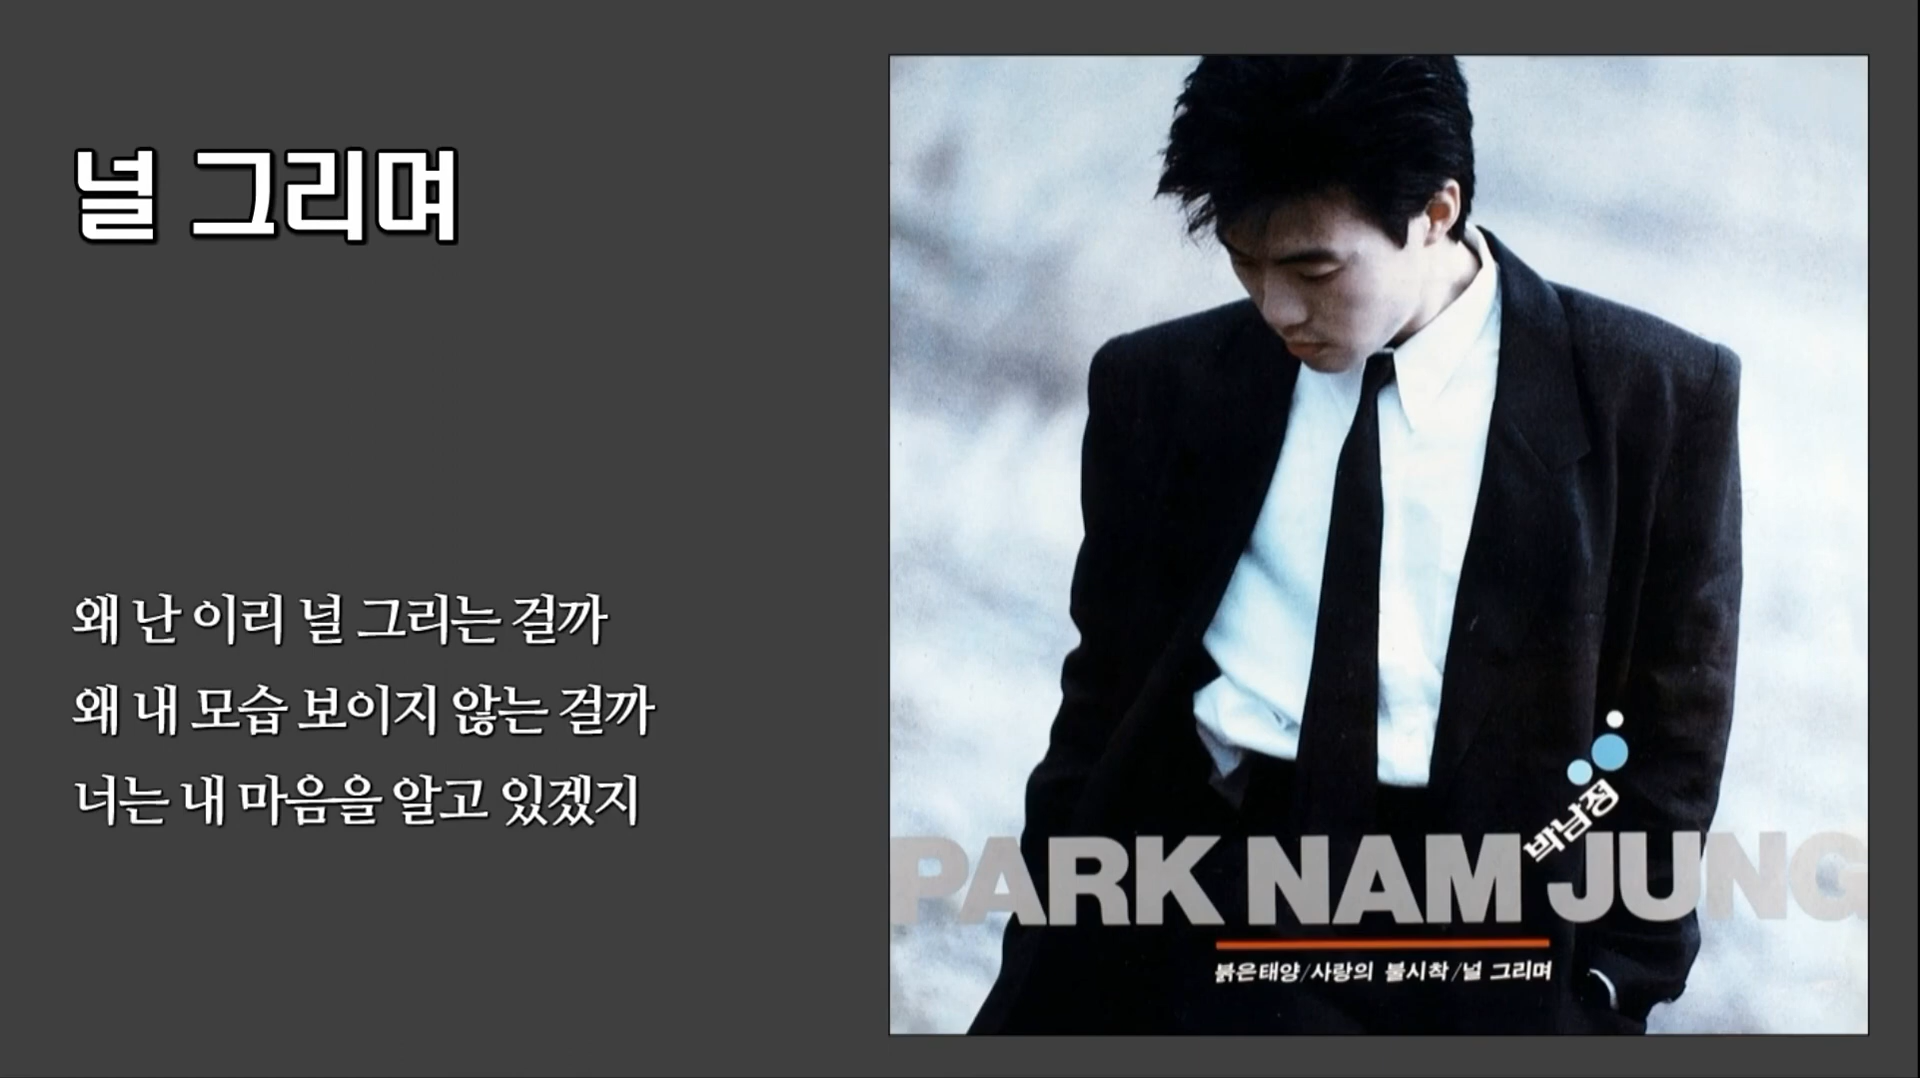 널 그리며
왜 난 이리 널 그리는 걸까
왜 내 모습 보이지 않는 걸까
너는 내 마음을 알고 있겠지
박남정
PARK NAM JUNG
붉은태양/사랑의 불시착/널 그리며